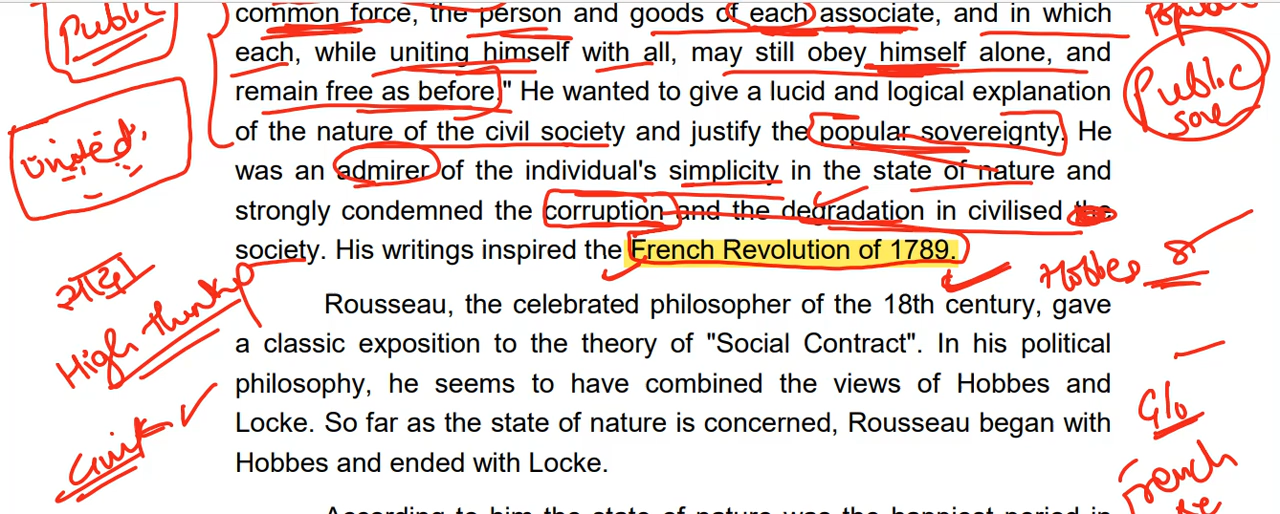 common force, the person and goods of each associate, and in which
each, while uniting himself with all, may still obey himself alone, and
remain free as before." He wanted to give a lucid and logical explanation
of the nature of the civil society and justify the popular sovereignty. He
was an admirer of the individual's simplicity in the state of nature and
strongly condemned the corruption and the degradation in civilised the
society. His writings inspired the French Revolution of 1789.
Rousseau, the celebrated philosopher of the 18th century, gave
a classic exposition to the theory of "Social Contract". In his political
philosophy, he seems to have combined the views of Hobbes and
Locke. So far as the state of nature is concerned, Rousseau began with
Hobbes and ended with Locke.
Public
United,
High
Public
Hobbes
French